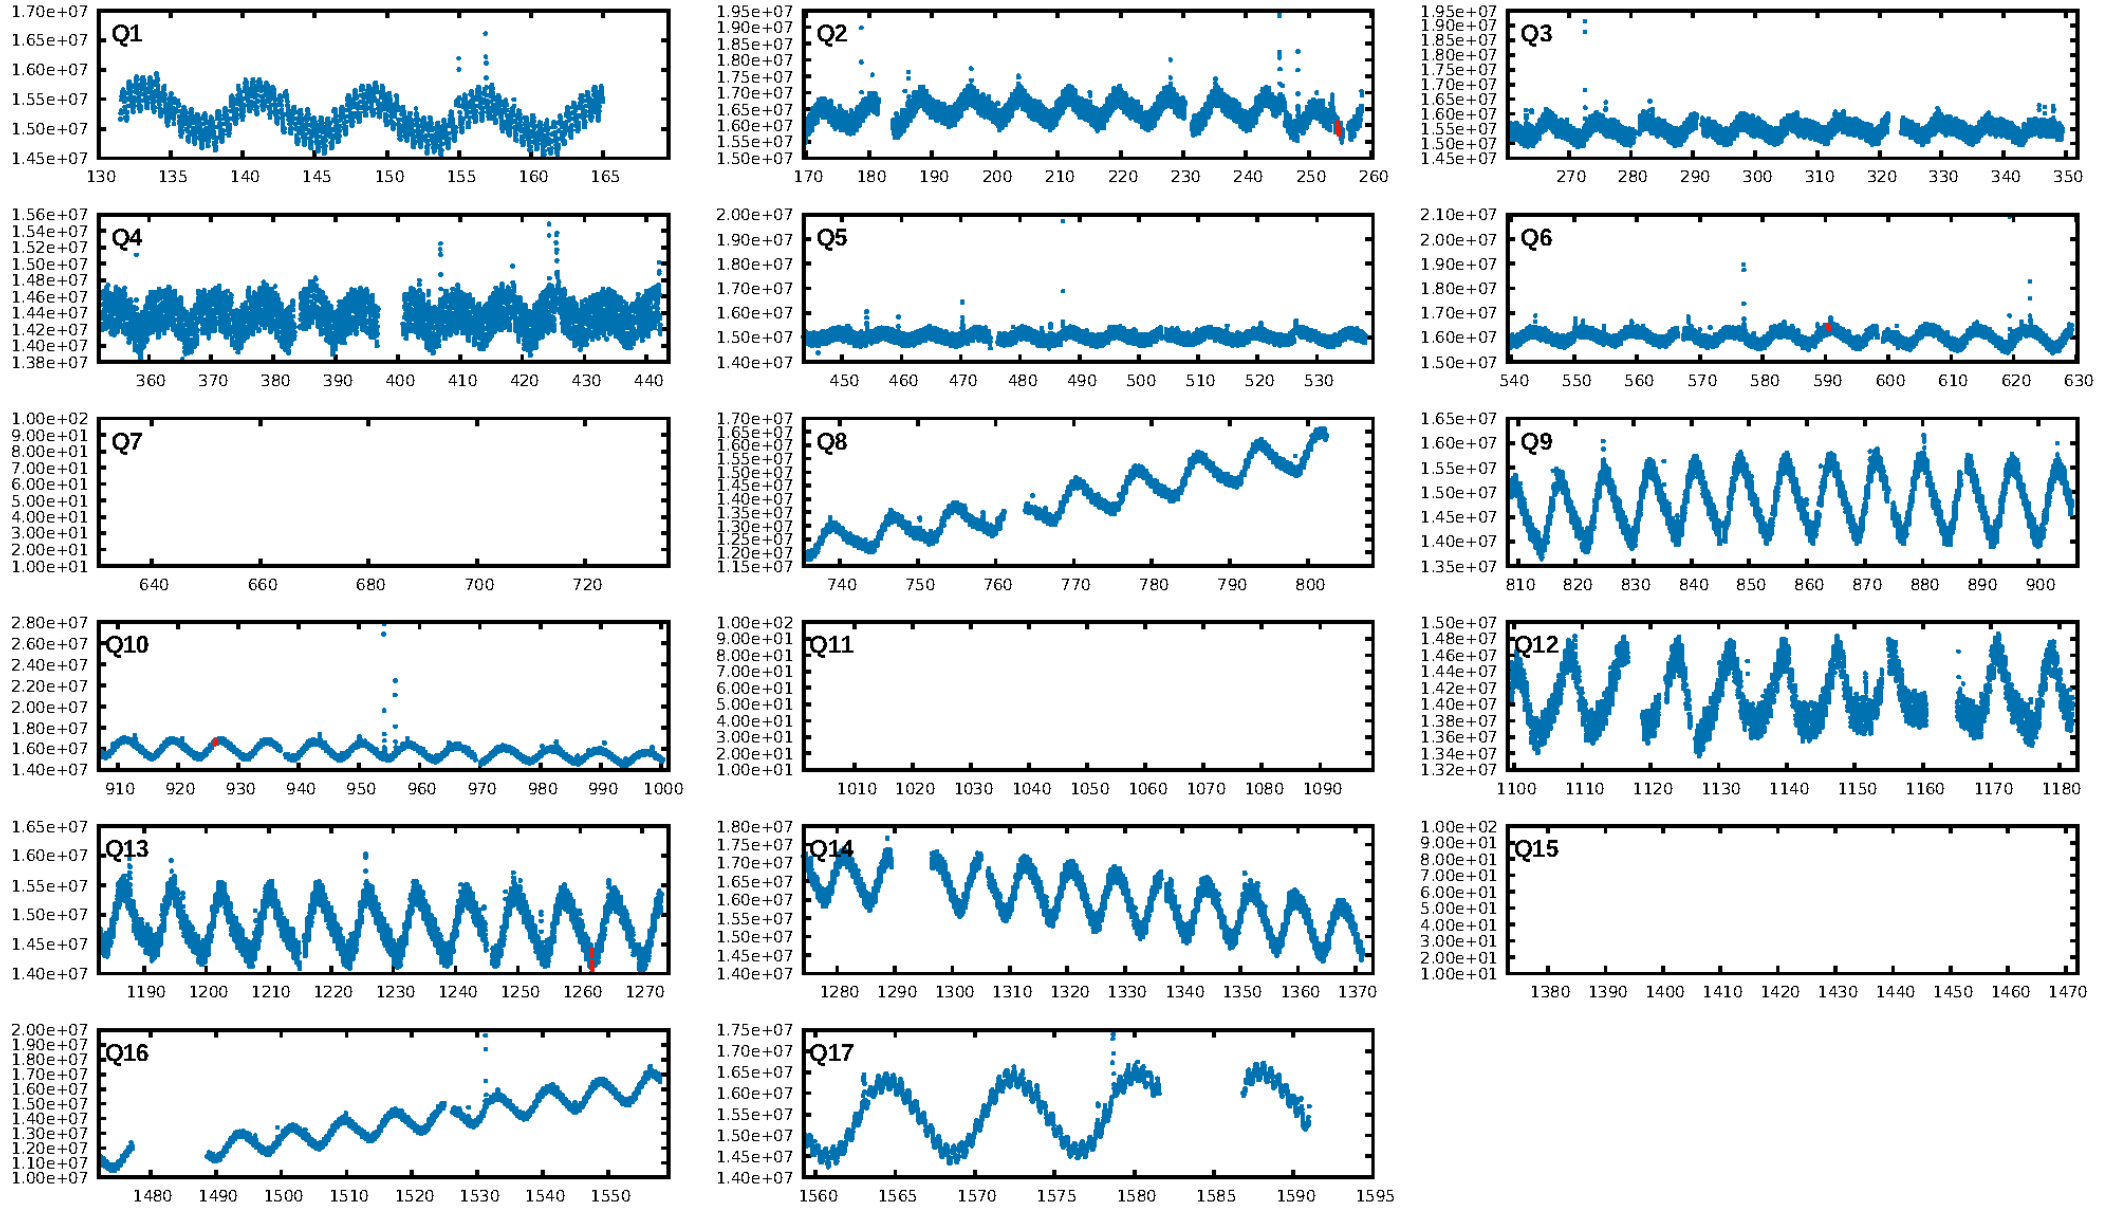 1.70e+07
1.65e+07
1.60e+07
1.55e+07
1.50e+07
1.45e+07
Q1
130 135 140 145 150 155 160 165
1.95e+07
1.90e+07
1.85e+07
1.80e+07
1.75e+07
1.70e+07
1.65e+07
1.60e+07
1.55e+07
1.50e+07
Q2
170 180 190 200 210 220 230 240 250 260
1.95e+07
1.90e+07
1.85e+07
1.80e+07
1.75e+07
1.70e+07
1.65e+07
1.60e+07
1.55e+07
1.50e+07
1.45e+07
Q3
270 280 290 300 310 320 330 340 350
1.56e+07
1.54e+07
1.52e+07
1.50e+07
1.48e+07
1.46e+07
1.44e+07
1.42e+07
1.40e+07
1.38e+07
Q4
360 370 380 390 400 410 420 430 440
2.00e+07
1.90e+07
1.80e+07
1.70e+07
1.60e+07
1.50e+07
1.40e+07
Q5
450 460 470 480 490 500 510 520 530
2.10e+07
2.00e+07
1.90e+07
1.80e+07
1.70e+07
1.60e+07
1.50e+07
Q6
540 550 560 570 580 590 600 610 620 630
1.00e+02
9.00e+01
8.00e+01
7.00e+01
6.00e+01
5.00e+01
4.00e+01
3.00e+01
2.00e+01
1.00e+01
Q7
640 660 680 700 720
1.70e+07
1.65e+07
1.60e+07
1.55e+07
1.50e+07
1.45e+07
1.40e+07
1.35e+07
1.30e+07
1.25e+07
1.20e+07
1.15e+07
Q8
740 750 760 770 780 790 800
1.65e+07
1.60e+07
1.55e+07
1.50e+07
1.45e+07
1.40e+07
1.35e+07
Q9
810 820 830 840 850 860 870 880 890 900
2.80e+07
2.60e+07
2.40e+07
2.20e+07
2.00e+07
1.80e+07
1.60e+07
1.40e+07
Q10
910 920 930 940 950 960 970 980 990 1000
1.00e+02
9.00e+01
8.00e+01
7.00e+01
6.00e+01
5.00e+01
4.00e+01
3.00e+01
2.00e+01
1.00e+01
Q11
1010 1020 1030 1040 1050 1060 1070 1080 1090
1.50e+07
1.48e+07
1.46e+07
1.44e+07
1.42e+07
1.40e+07
1.38e+07
1.36e+07
1.34e+07
1.32e+07
Q12
1100 1110 1120 1130 1140 1150 1160 1170 1180
1.65e+07
1.60e+07
1.55e+07
1.50e+07
1.45e+07
1.40e+07
Q13
1190 1200 1210 1220 1230 1240 1250 1260 1270
1.80e+07
1.75e+07
1.70e+07
1.65e+07
1.60e+07
1.55e+07
1.50e+07
1.45e+07
1.40e+07
Q14
1280 1290 1300 1310 1320 1330 1340 1350 1360 1370
1.00e+02
9.00e+01
8.00e+01
7.00e+01
6.00e+01
5.00e+01
4.00e+01
3.00e+01
2.00e+01
1.00e+01
Q15
1380 1390 1400 1410 1420 1430 1440 1450 1460 1470
2.00e+07
1.90e+07
1.80e+07
1.70e+07
1.60e+07
1.50e+07
1.40e+07
1.30e+07
1.20e+07
1.10e+07
1.00e+07
Q16
1480 1490 1500 1510 1520 1530 1540 1550
1.75e+07
1.70e+07
1.65e+07
1.60e+07
1.55e+07
1.50e+07
1.45e+07
1.40e+07
Q17
1560 1565 1570 1575 1580 1585 1590 1595